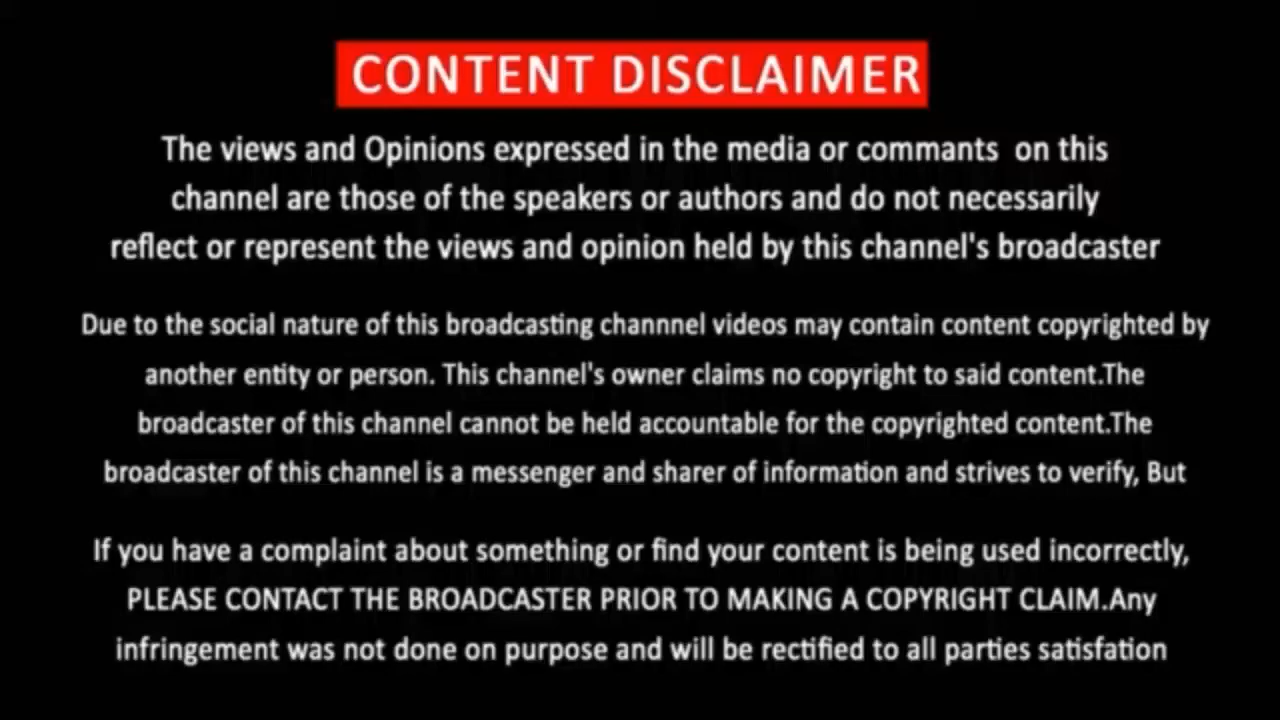 CONTENT DISCLAIMER
The views and Opinions expressed in the media or commants on this
channel are those of the speakers or authors and do not necessarily
reflect or represent the views and opinion held by this channel's broadcaster
Due to the social nature of this broadcasting channnel videos may contain content copyrighted by
another entity or person. This channel's owner claims no copyright to said content.The
broadcaster of this channel cannot be held accountable for the copyrighted content.The
broadcaster of this channel is a messenger and sharer of information and strives to verify, But
If you have a complaint about something or find your content is being used incorrectly,
PLEASE CONTACT THE BROADCASTER PRIOR TO MAKING A COPYRIGHT CLAIM.Any
infringement was not done on purpose and will be rectified to all parties satisfation